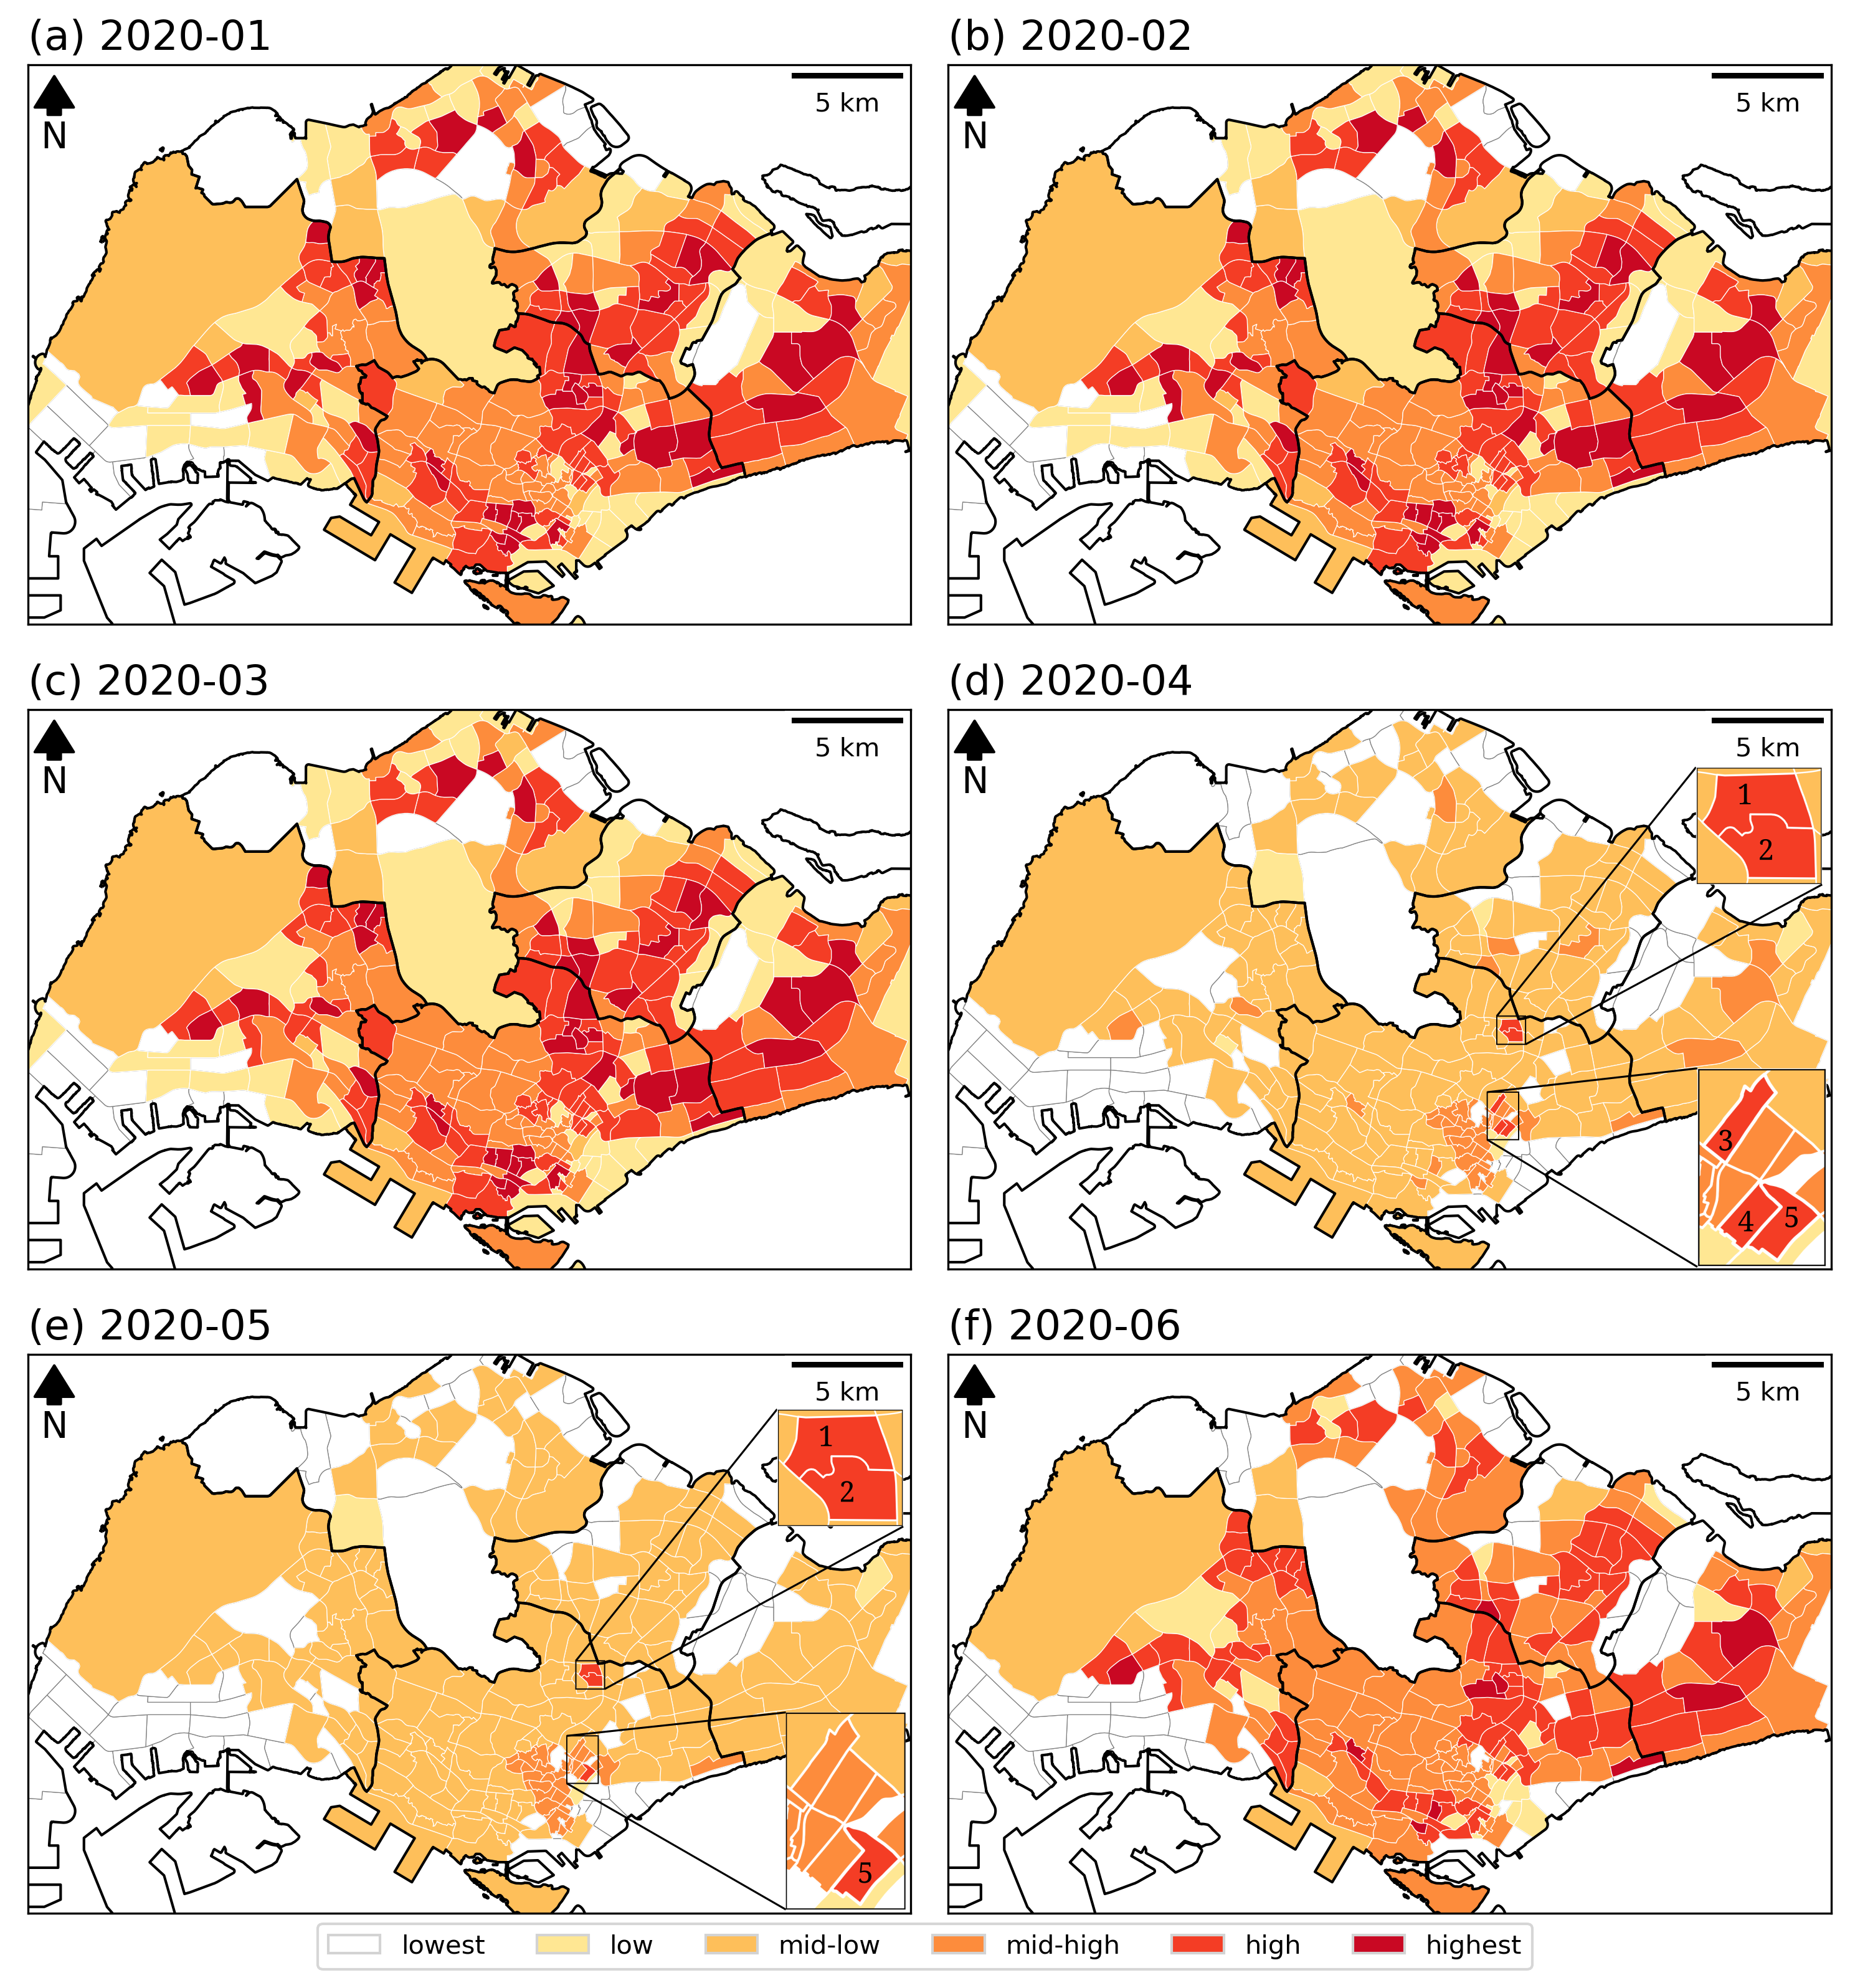 (a) 2020-01
N
5 km
(b) 2020-02
N
5 km
(c) 2020-03
N
5 km
(d) 2020-04
N
5 km
1
2
3
4 5
(e) 2020-05
N
5 km
1
2
5
(f) 2020-06
N
5 km
lowest low mid-low mid-high high highest